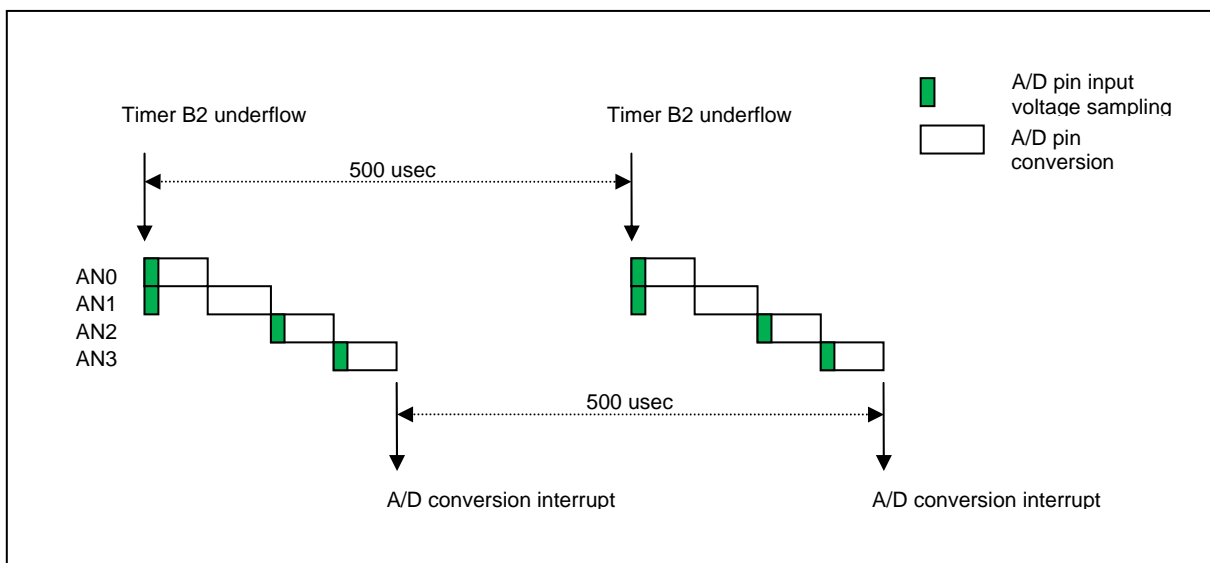 A/D pin input
voltage sampling
A/D pin
conversion
Timer B2 underflow
Timer B2 underflow
500 usec
AN0
AN1
AN2
AN3
500 usec
A/D conversion interrupt
A/D conversion interrupt